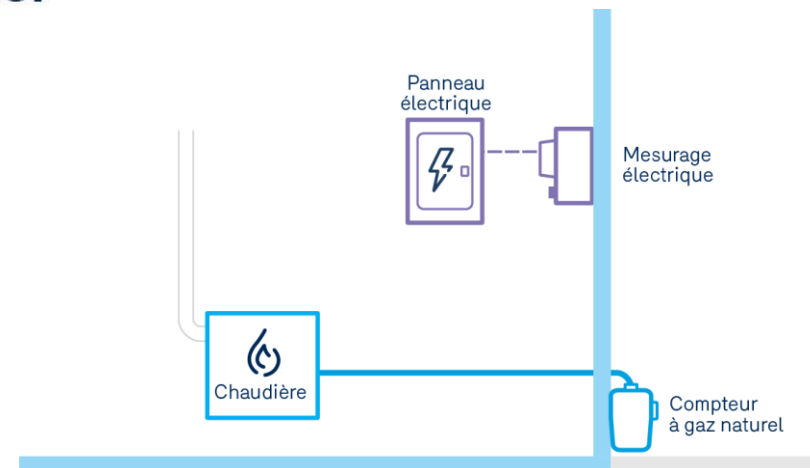 Panneau
électrique
Mesurage
électrique
Chaudière
Compteur
à gaz naturel